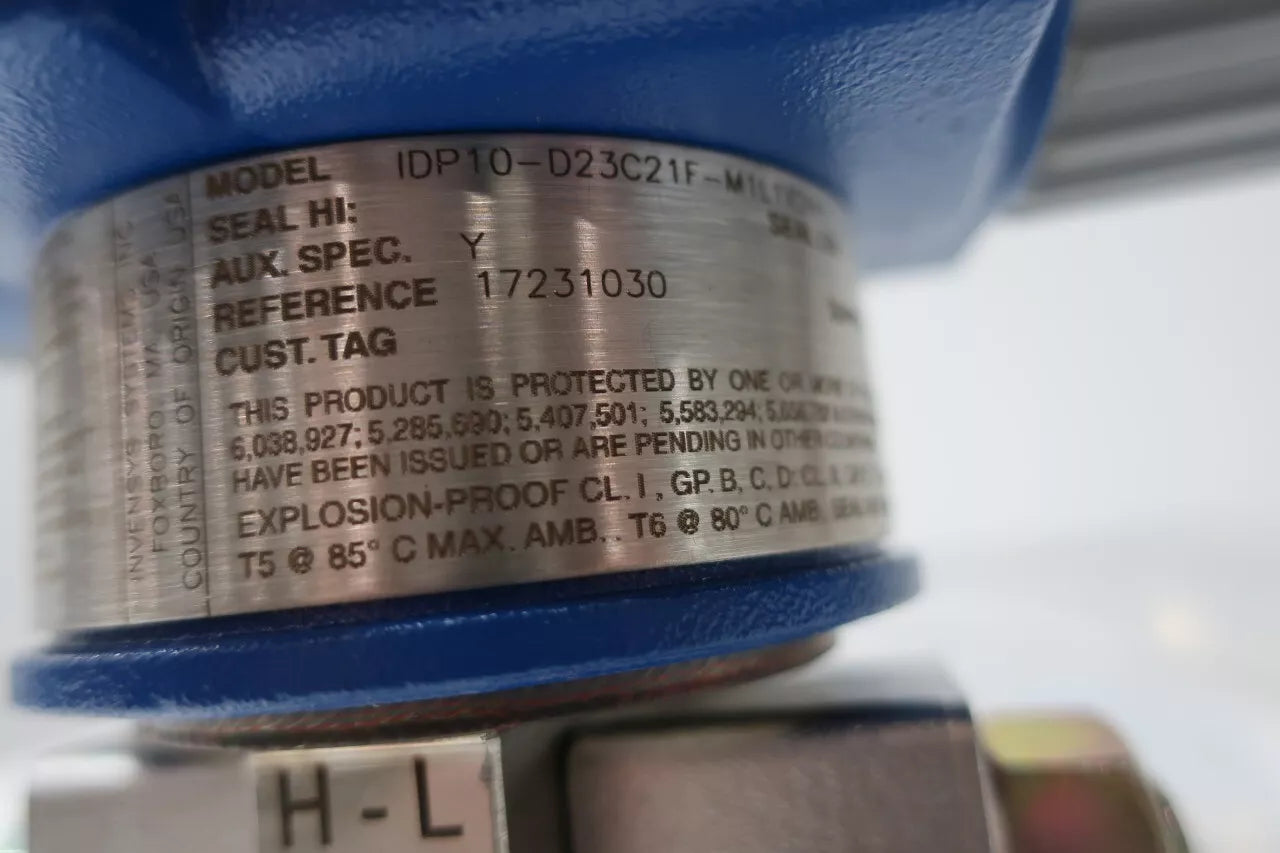 MODEL IDP10-D23C21F-M1L1
SEAL HI:
AUX. SPEC. Y
REFERENCE 17231030
CUST. TAG
THIS PRODUCT IS PROTECTED BY ONE OR MORE
6,038,927; 5,285,690; 5,407,501; 5,583,294;
HAVE BEEN ISSUED OR ARE PENDING IN OTHER
EXPLOSION-PROOF CL. I, GP. B, C, D:
T5 @ 85° C MAX. AMB.. T6 @ 80° C AMB.
INVENSYS SYSTEMS, INC
FOXBORO, MA USA
COUNTRY OF ORIGIN USA
H - L